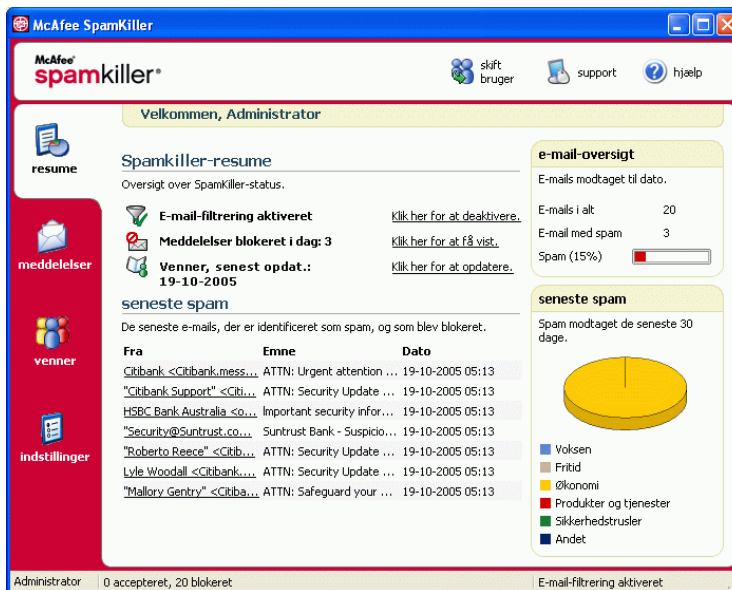 McAfee SpamKiller
McAfee®
spamkiller®
skift bruger
support
hjælp
resume
meddelelser
venner
indstillinger
Velkommen, Administrator
Spamkiller-resume
Oversigt over SpamKiller-status.
E-mail-filtrering aktiveret Klik her for at deaktivere.
Meddelelser blokeret i dag: 3 Klik her for at få vist.
Venner, senest opdat.: Klik her for at opdatere.
19-10-2005
seneste spam
De seneste e-mails, der er identificeret som spam, og som blev blokeret.
Fra Emne Dato
Citibank <Citibank.mess... ATTN: Urgent attention ... 19-10-2005 05:13
"Citibank Support" <Citi... ATTN: Security Update ... 19-10-2005 05:13
HSBC Bank Australia <o... Important security infor... 19-10-2005 05:13
"Security@Suntrust.co... Suntrust Bank - Suspicio... 19-10-2005 05:13
"Roberto Reece" <Citib... ATTN: Security Update ... 19-10-2005 05:13
Lyle Woodall <Citibank.... ATTN: Security Update ... 19-10-2005 05:13
"Mallory Gentry" <Citiba... ATTN: Safeguard your ... 19-10-2005 05:13
e-mail-oversigt
E-mails modtaget til dato.
E-mails i alt 20
E-mail med spam 3
Spam (15%)
seneste spam
Spam modtaget de seneste 30
dage.
Voksen
Fritid
Økonomi
Produkter og tjenester
Sikkerhedstrusler
Andet
Administrator
0 accepteret, 20 blokeret
E-mail-filtrering aktiveret